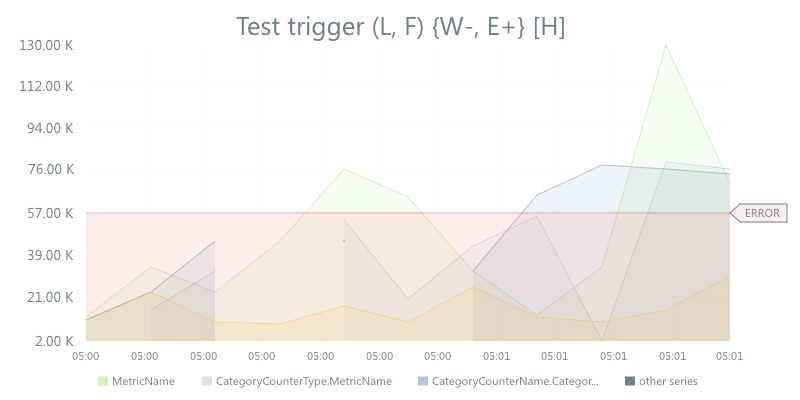 Test trigger (L, F) {W-, E+} [H]
130.00 K
112.00 K
94.00 K
76.00 K
57.00 K
ERROR
39.00 K
21.00 K
2.00 K
05:00 05:00 05:00 05:00 05:00 05:00 05:00 05:01 05:01 05:01 05:01 05:01
MetricName CategoryCounterType.MetricName CategoryCounterName.Categor... other series